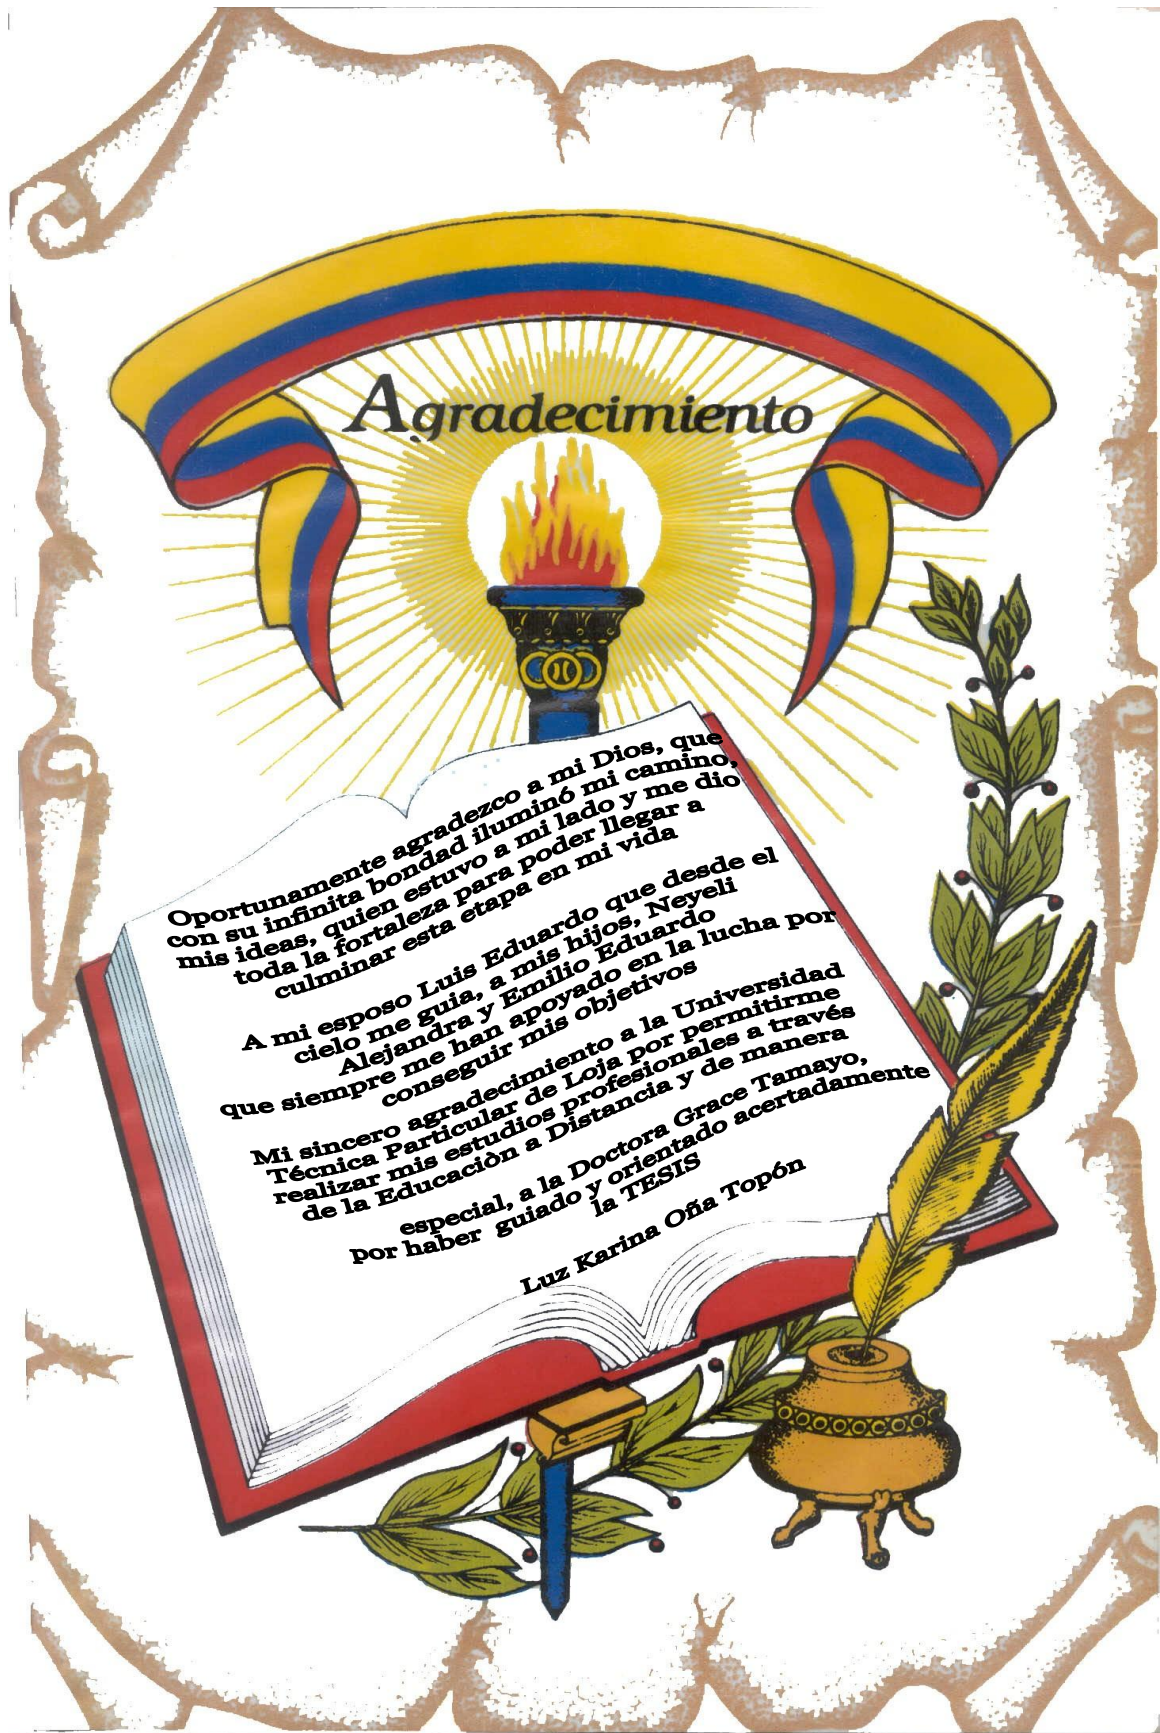 Agradecimiento
Oportunamente agradezco a mi Dios, que
con su infinita bondad iluminó mi camino,
mis ideas, quien estuvo a mi lado y me dio
toda la fortaleza para poder llegar a
culminar esta etapa en mi vida
A mi esposo Luis Eduardo que desde el
cielo me guia, a mis hijos, Neyeli
Alejandra y Emilio Eduardo
que siempre me han apoyado en la lucha por
conseguir mis objetivos
Mi sincero agradecimiento a la Universidad
Técnica Particular de Loja por permitirme
realizar mis estudios profesionales a través
de la Educaciòn a Distancia y de manera
especial, a la Doctora Grace Tamayo,
por haber guiado y orientado acertadamente
la TESIS
Luz Karina Oña Topón